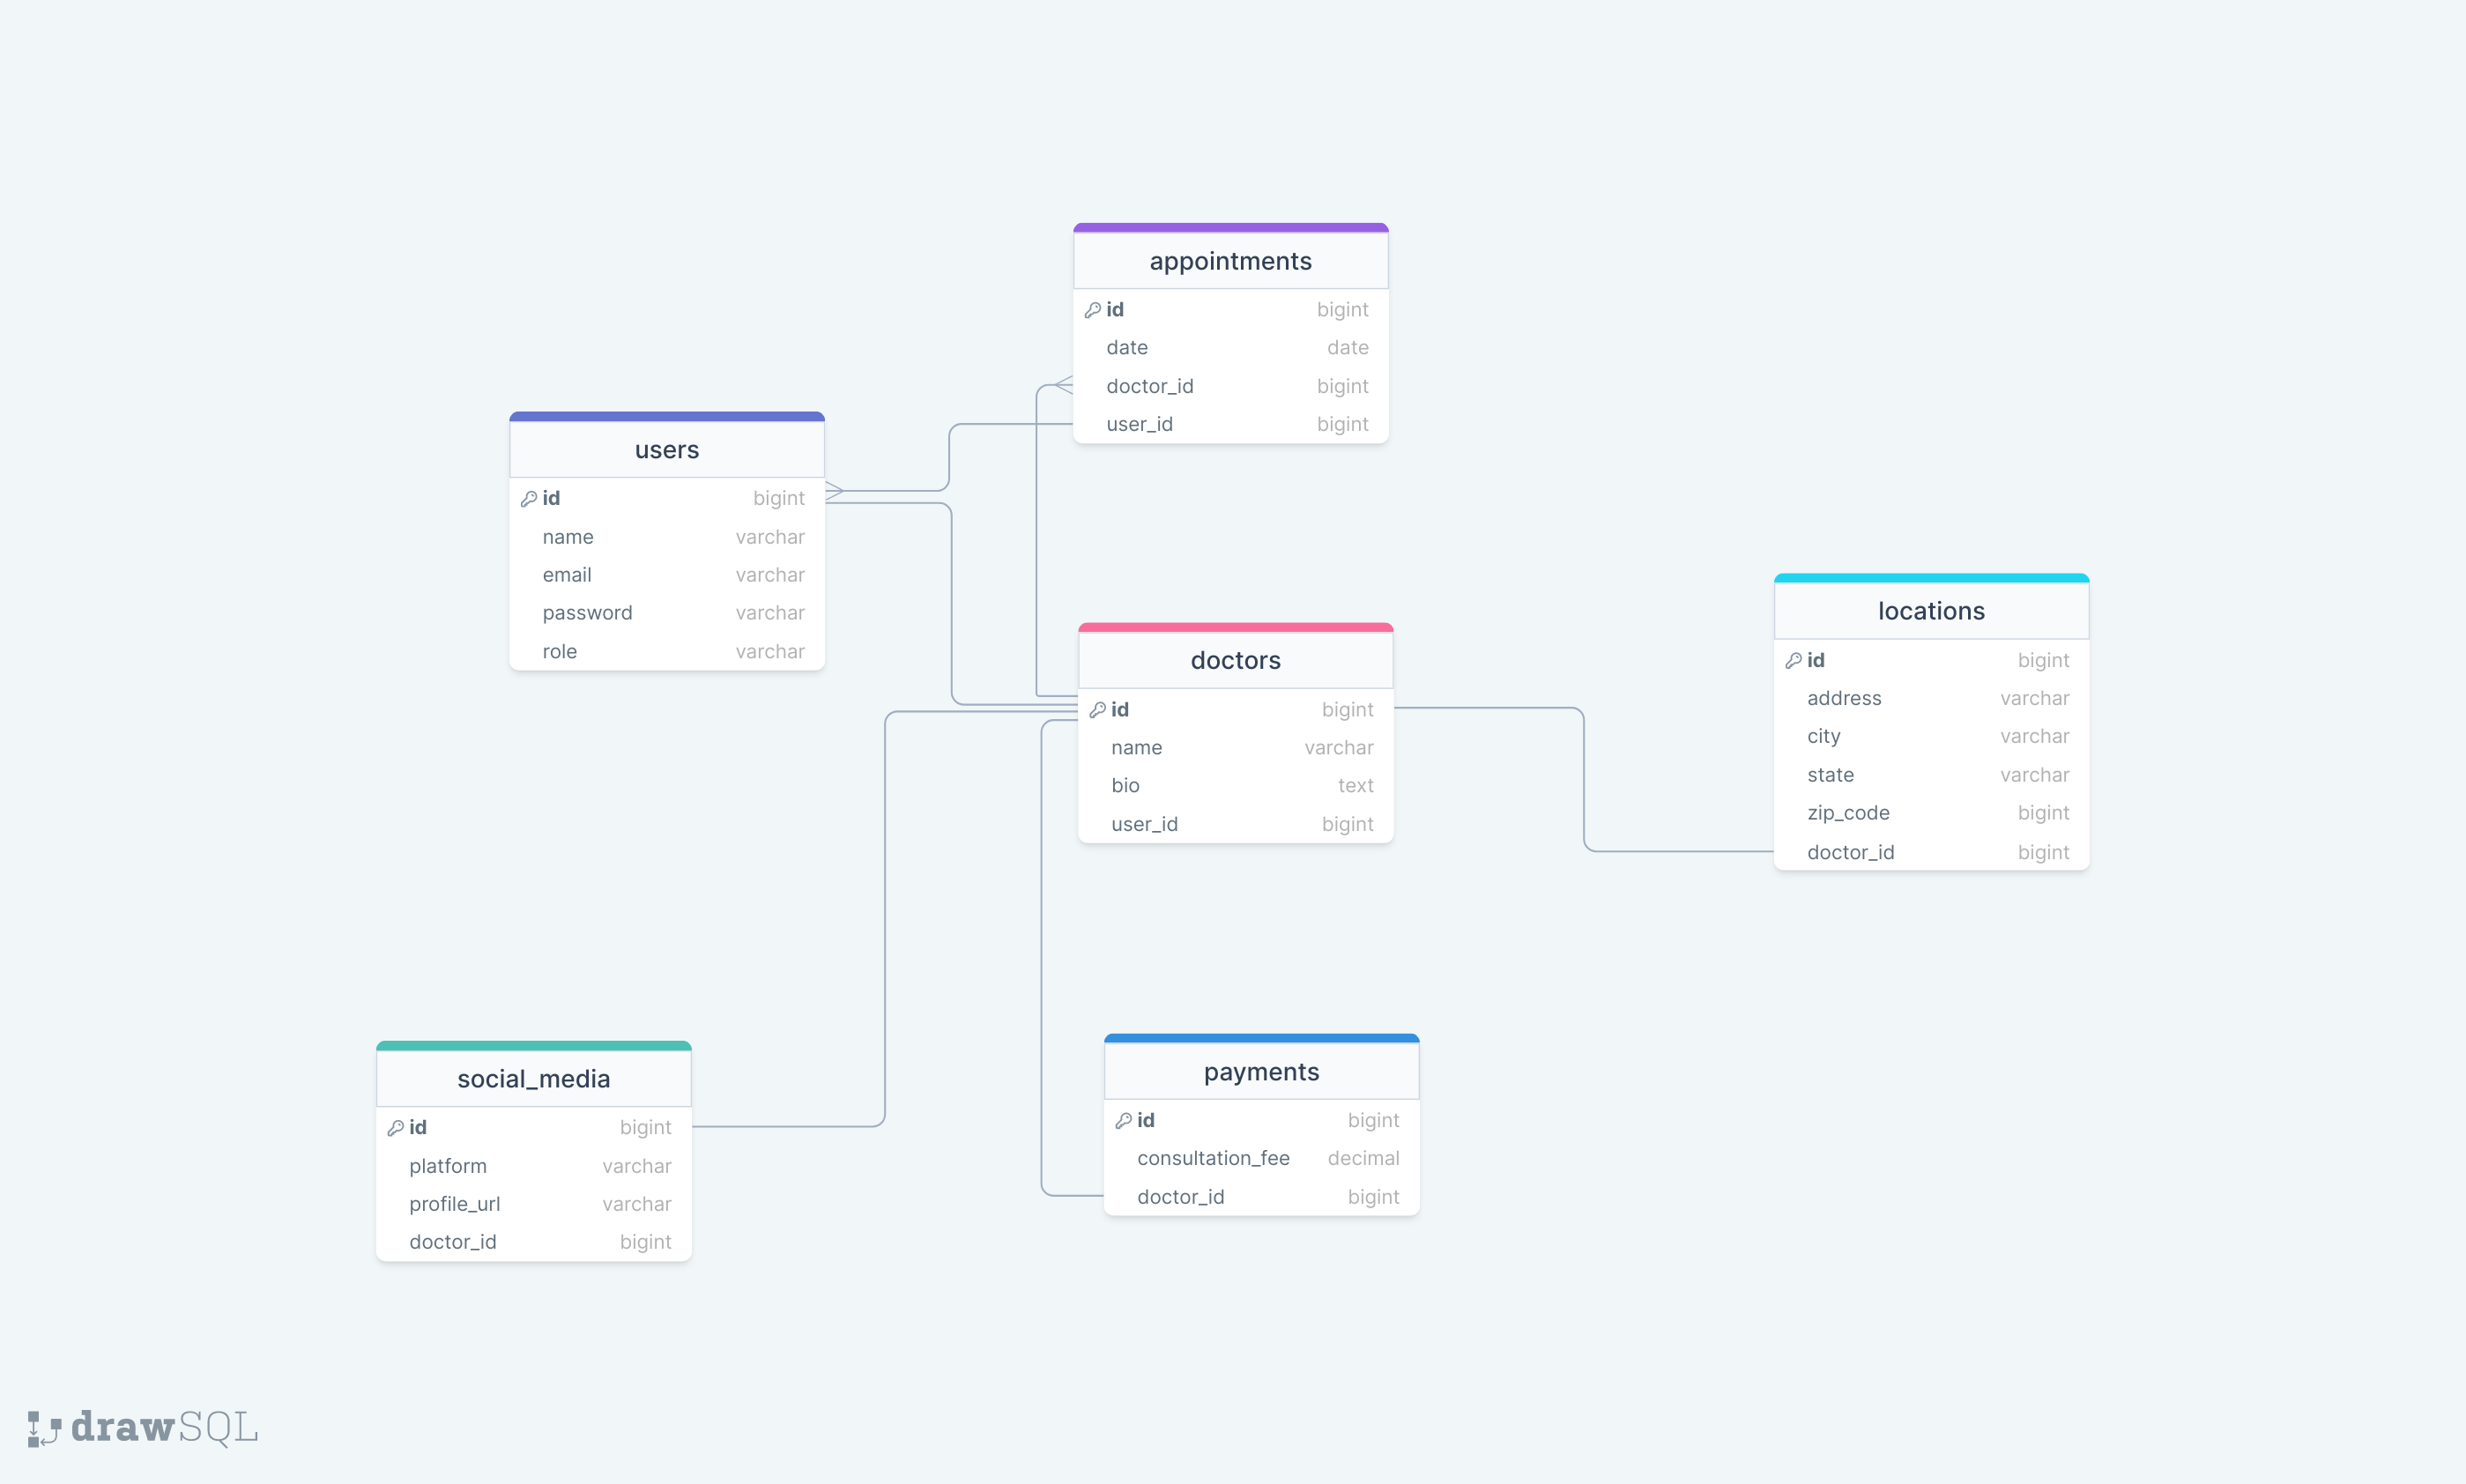 appointments
id bigint
date date
doctor_id bigint
user_id bigint
users
id bigint
name varchar
email varchar
password varchar
role varchar
locations
id bigint
address varchar
city varchar
state varchar
zip_code bigint
doctor_id bigint
doctors
id bigint
name varchar
bio text
user_id bigint
social_media
id bigint
platform varchar
profile_url varchar
doctor_id bigint
payments
id bigint
consultation_fee decimal
doctor_id bigint
drawSQL